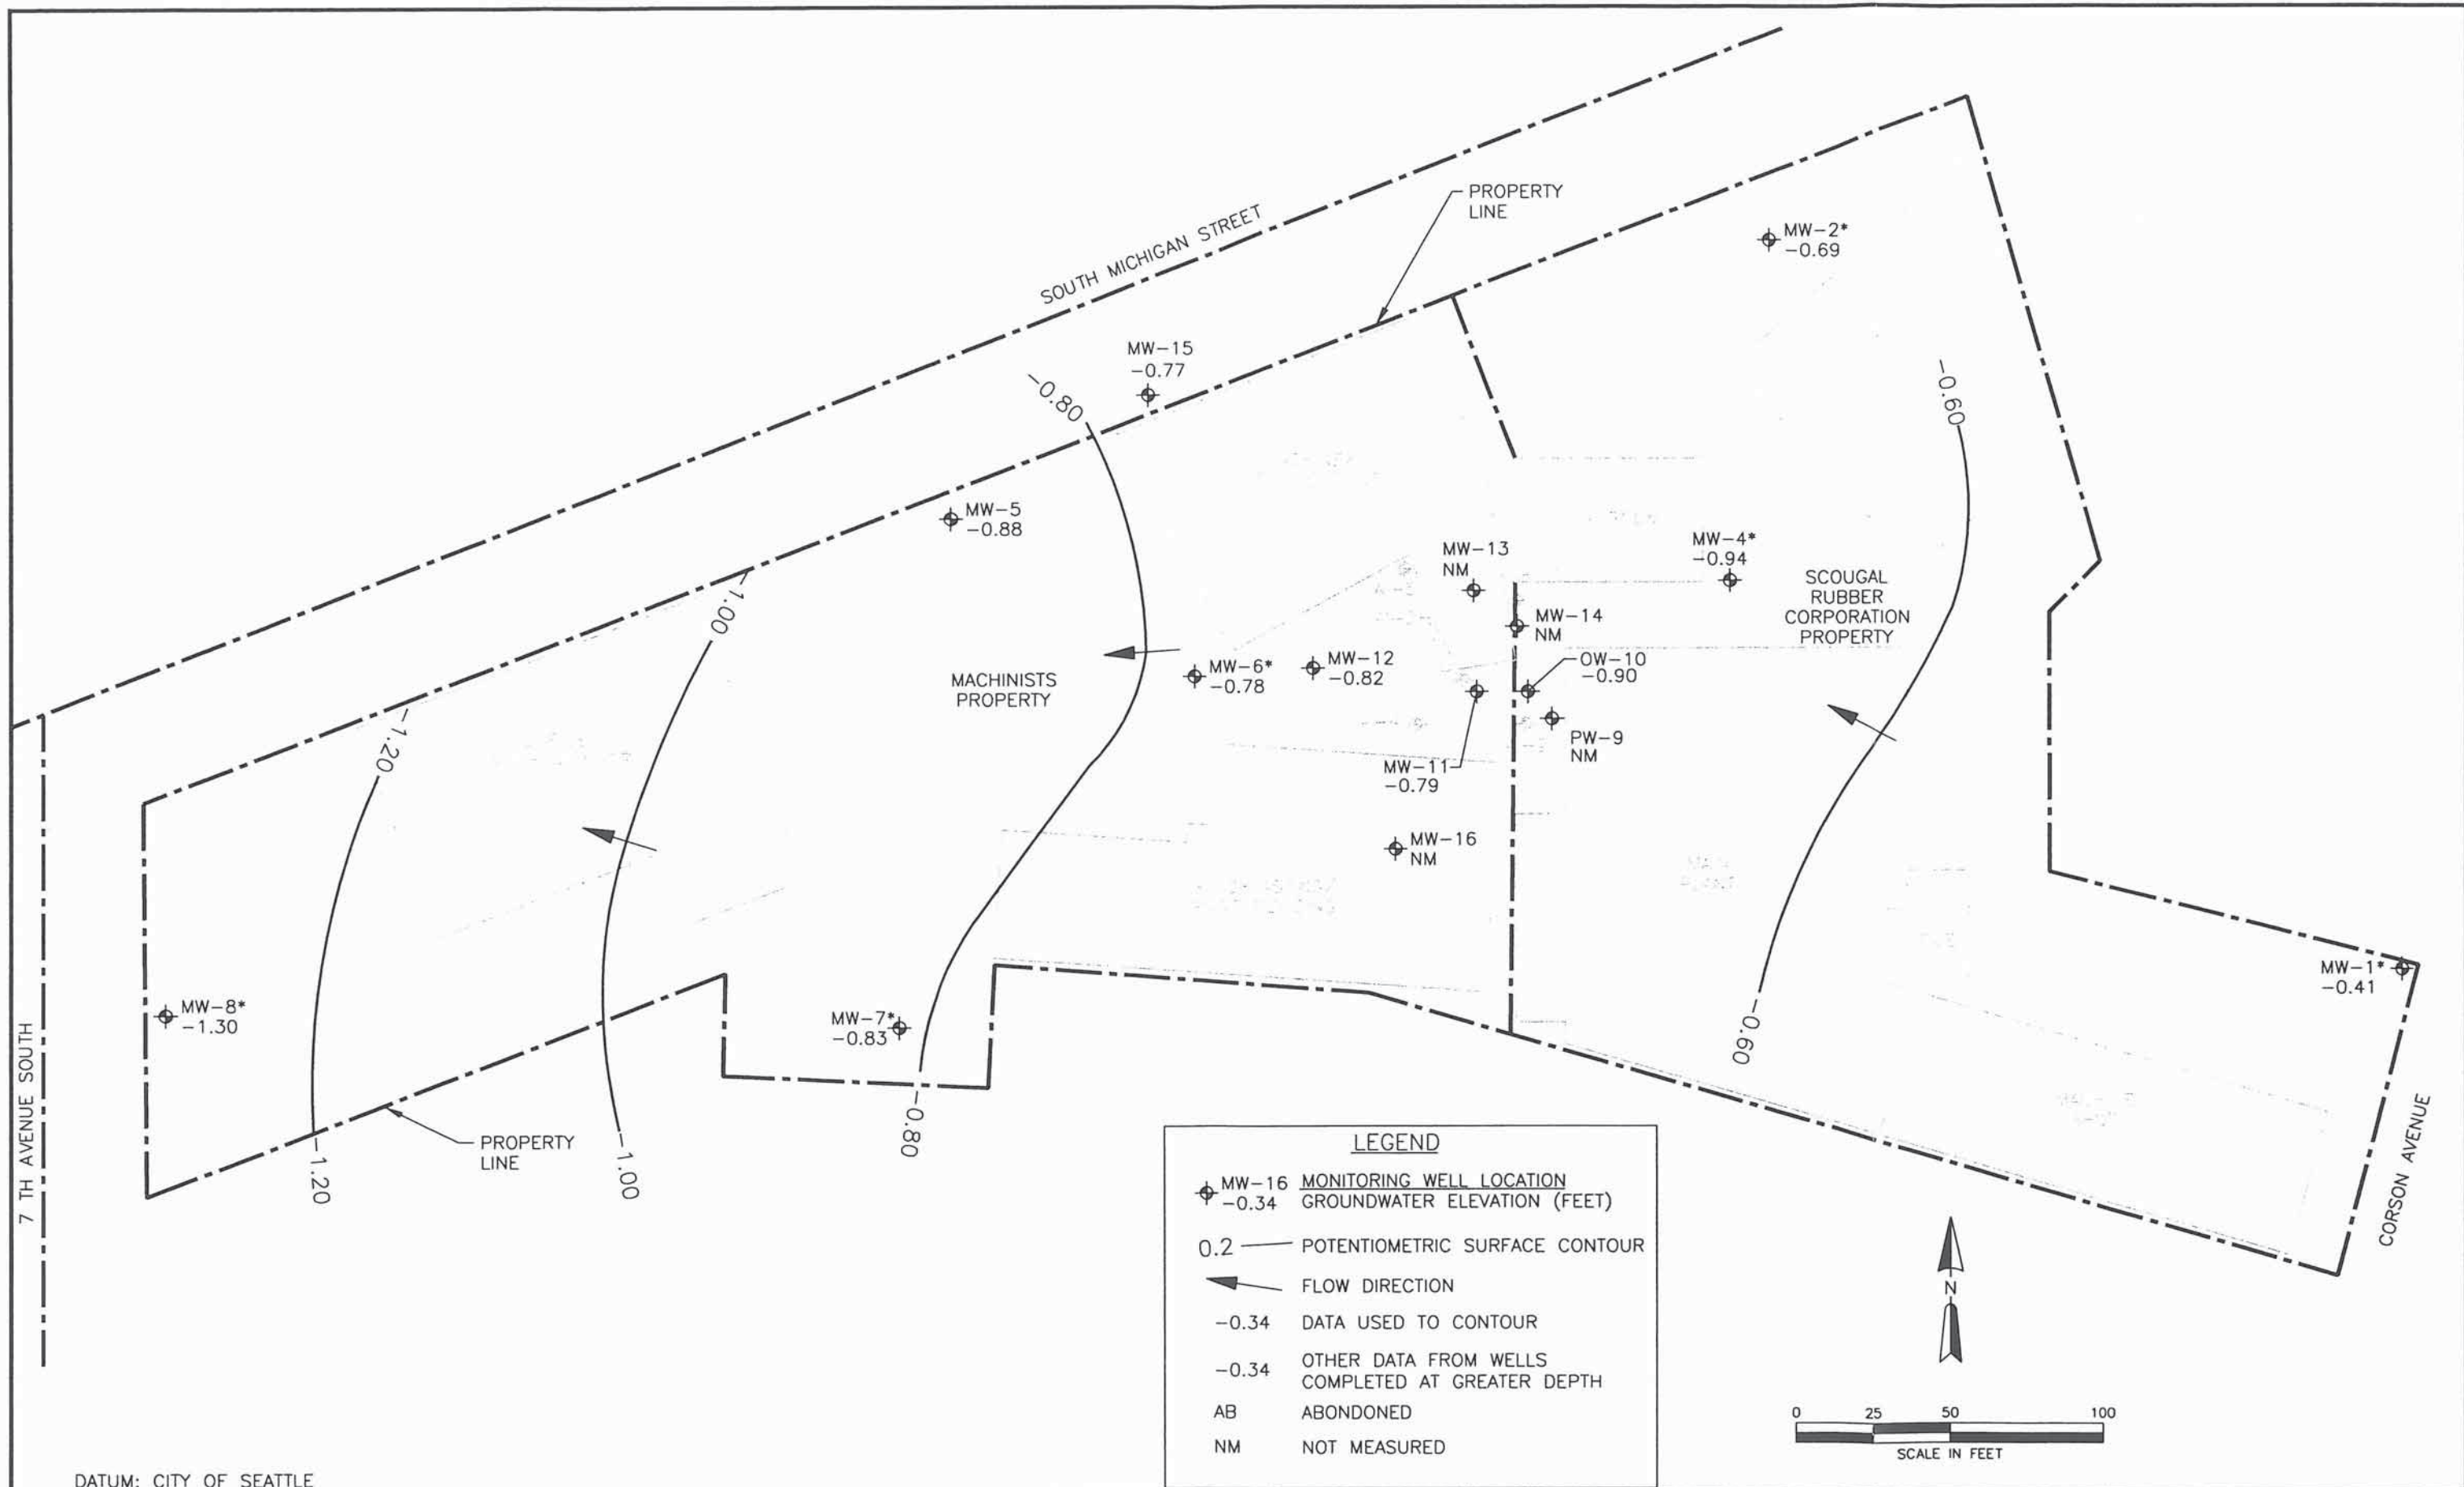 SOUTH MICHIGAN STREET
PROPERTY
LINE
MW-2*
-0.69
MW-15
-0.77
-0.80
-0.60
MW-5
-0.88
MW-13
NM
MW-4*
-0.94
SCOUGAL
RUBBER
CORPORATION
PROPERTY
-1.00
MW-14
NM
MACHINISTS
PROPERTY
MW-6*
-0.78
MW-12
-0.82
OW-10
-0.90
-1.20
PW-9
NM
MW-11
-0.79
MW-16
NM
MW-1*
-0.41
MW-8*
-1.30
MW-7*
-0.83
-0.60
7 TH AVENUE SOUTH
PROPERTY
LINE
-1.20
-1.00
-0.80
CORSON AVENUE
LEGEND
MW-16 MONITORING WELL LOCATION
-0.34 GROUNDWATER ELEVATION (FEET)
0.2 POTENTIOMETRIC SURFACE CONTOUR
FLOW DIRECTION
-0.34 DATA USED TO CONTOUR
-0.34 OTHER DATA FROM WELLS
COMPLETED AT GREATER DEPTH
AB ABONDONED
NM NOT MEASURED
N
0 25 50 100
SCALE IN FEET
DATUM: CITY OF SEATTLE